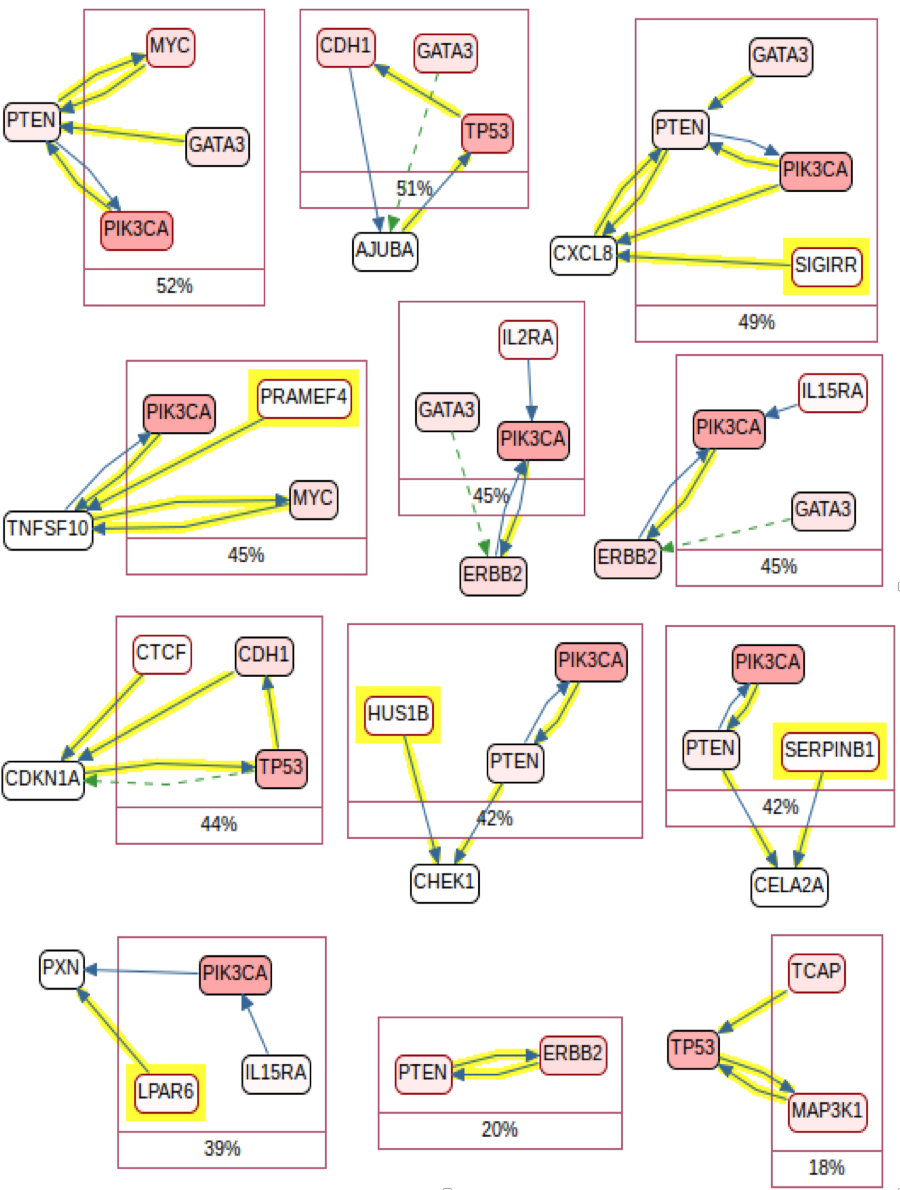 MYC
PTEN
GATA3
PIK3CA
52%
CDH1
GATA3
TP53
51%
AJUBA
GATA3
PTEN
PIK3CA
CXCL8
SIGIRR
49%
PIK3CA
PRAMEF4
MYC
TNFSF10
45%
IL2RA
GATA3
PIK3CA
45%
ERBB2
IL15RA
PIK3CA
GATA3
ERBB2
45%
CTCF
CDH1
CDKN1A
TP53
44%
PIK3CA
HUS1B
PTEN
42%
CHEK1
PIK3CA
PTEN
SERPINB1
42%
CELA2A
PXN
PIK3CA
LPAR6
IL15RA
39%
PTEN
ERBB2
20%
TCAP
TP53
MAP3K1
18%